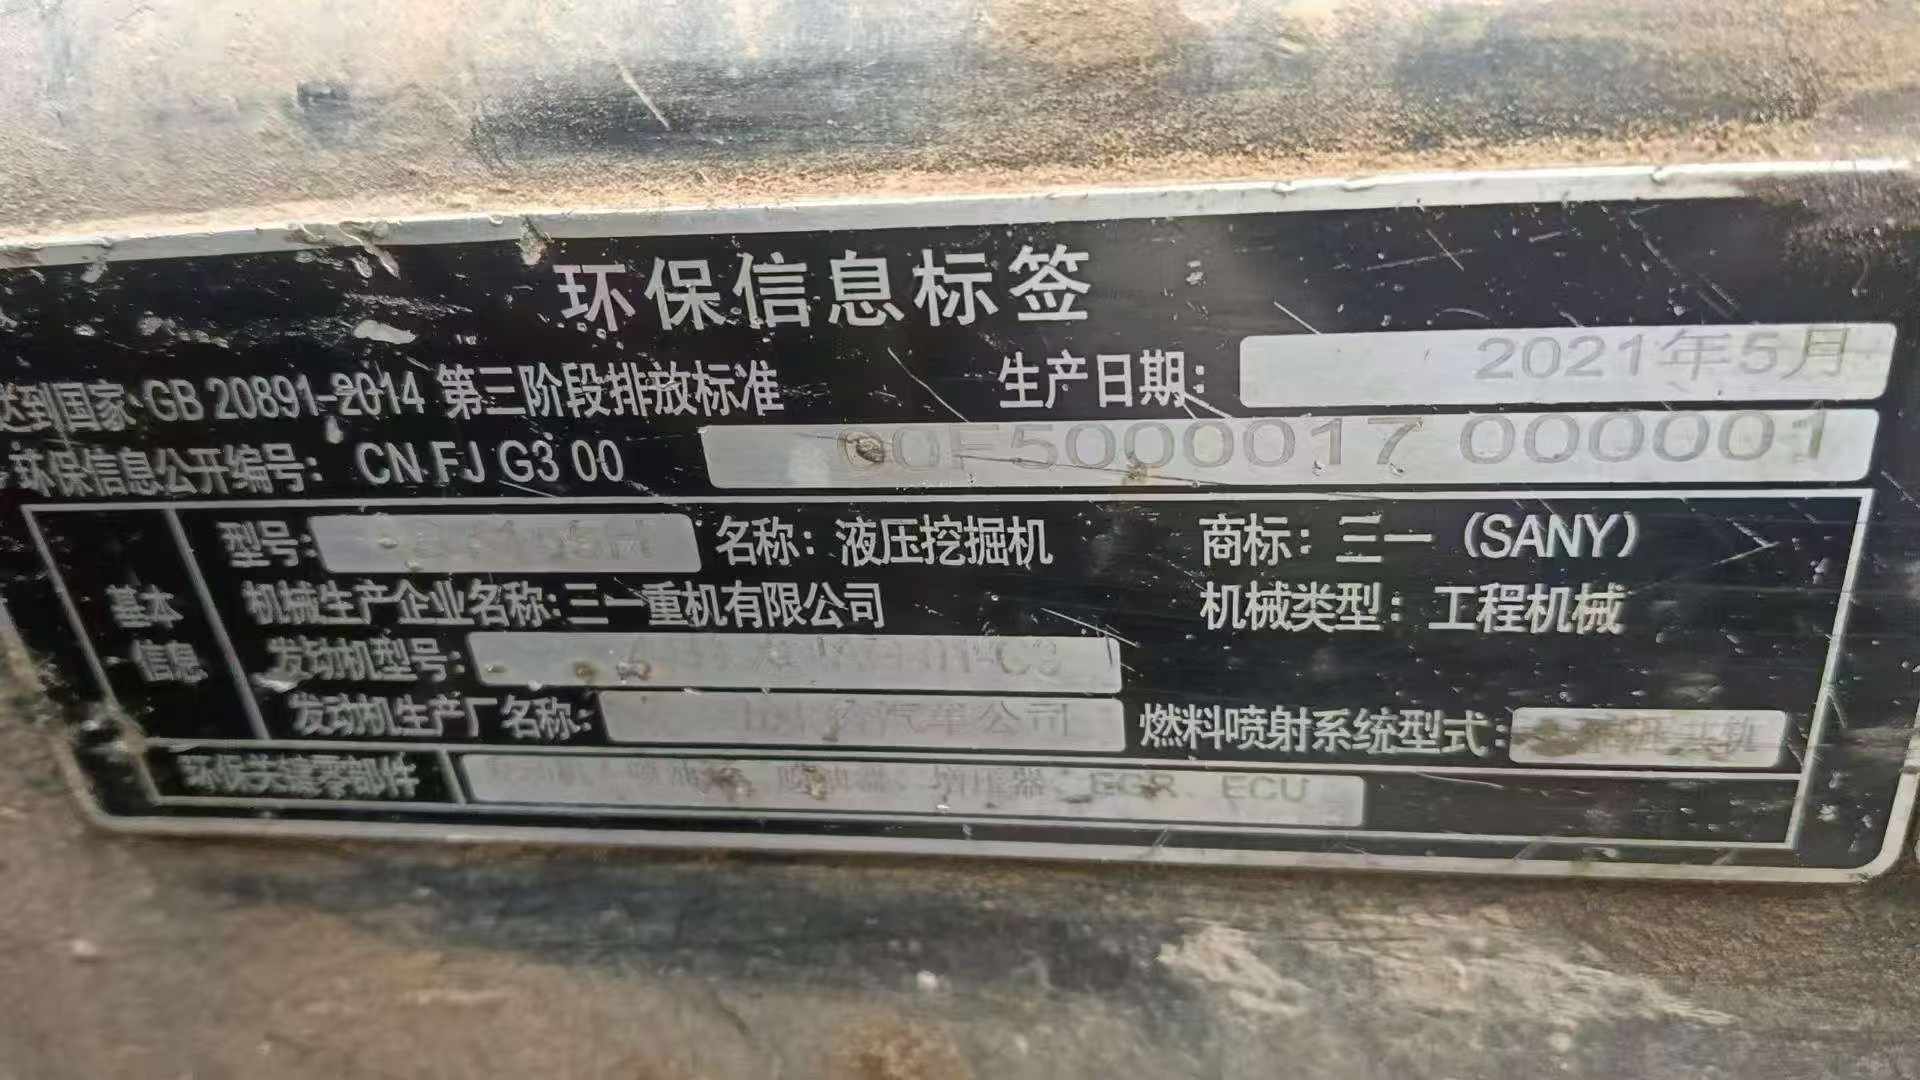 环保信息标签
达到国家 GB 20891-2014 第三阶段排放标准 生产日期: 2021年5月
环保信息公开编号: CN FJ G3 00 00F5000017 000001
基本信息
型号: 名称: 液压挖掘机 商标: 三一 (SANY)
机械生产企业名称: 三一重机有限公司 机械类型: 工程机械
发动机型号:
发动机生产厂名称: 汽车公司 燃料喷射系统型式:
环保关键零部件 增压器、EGR、ECU